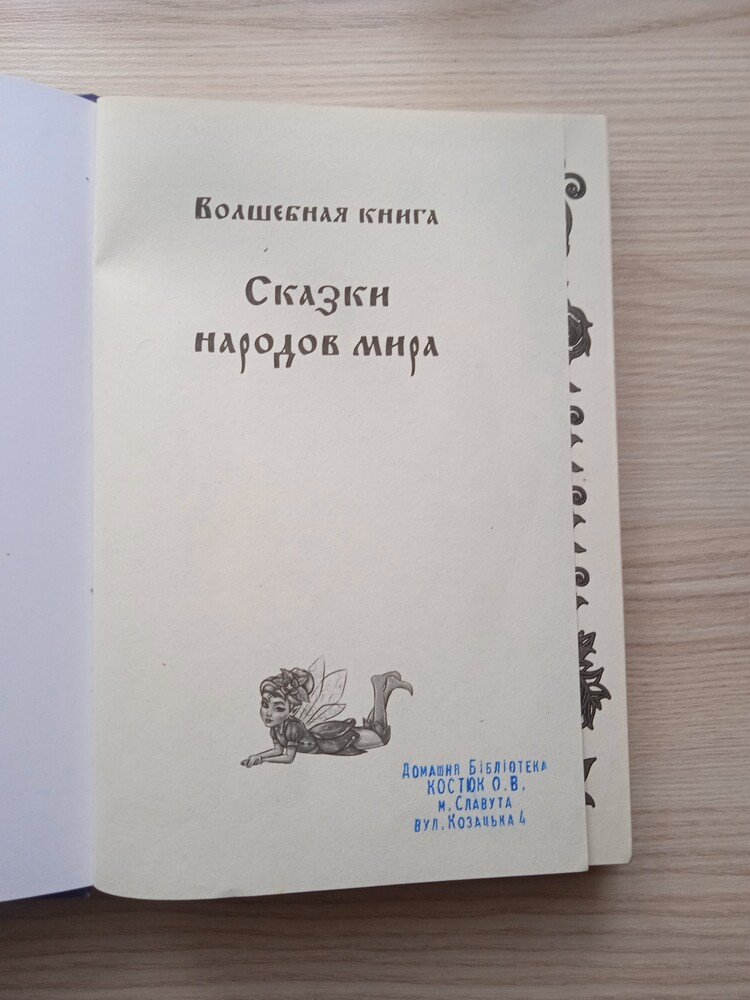 Волшебная книга
Сказки
народов мира
Домашня Бібліотека
КОСТЮК О.В.
м. Славута
вул. Козацька 4